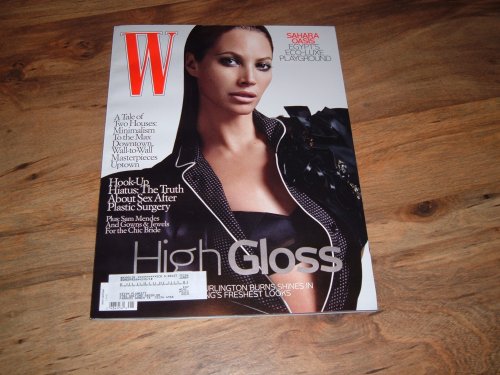 W
SAHARA
OASIS
EGYPT'S
ECO-LUXE
PLAYGROUND
A Tale of
Two Houses:
Minimalism
To the Max
Downtown,
Wall-to-Wall
Masterpieces
Uptown
Hook-Up
Hiatus: The Truth
About Sex After
Plastic Surgery
Plus: Sam Mendes
And Gowns & Jewels
For the Chic Bride
High Gloss
URLINGTON BURNS SHINES IN
NG'S FRESHEST LOOKS